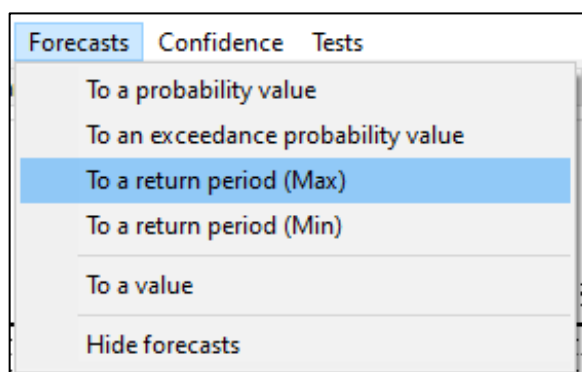 Forecasts Confidence Tests
To a probability value
To an exceedance probability value
To a return period (Max)
To a return period (Min)
To a value
Hide forecasts